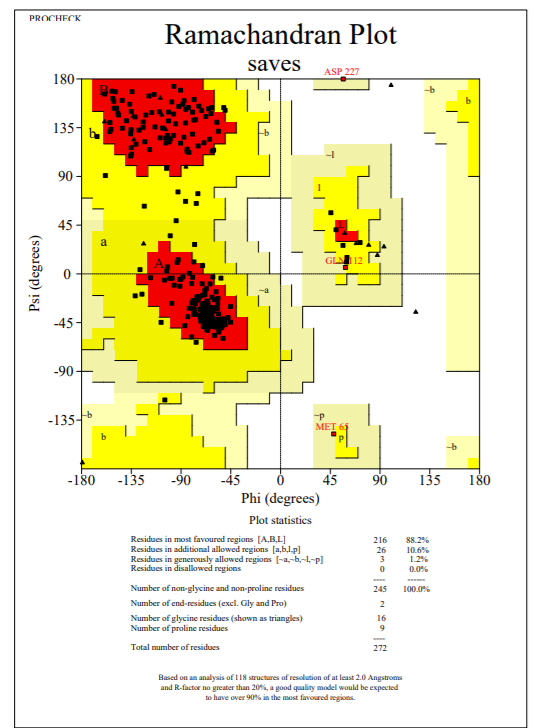 PROCHECK
Ramachandran Plot
saves
ASP 227
180
B
~b
b
135
b
~b
~l
90
l
45
a
A
GLN 112
0
~a
-45
-90
-135
~b
~p
MET 65
b
p
~b
-180 -135 -90 -45 0 45 90 135 180
Psi (degrees)
Phi (degrees)
Plot statistics
Residues in most favoured regions [A,B,L] 216 88.2%
Residues in additional allowed regions [a,b,l,p] 26 10.6%
Residues in generously allowed regions [~a,~b,~l,~p] 3 1.2%
Residues in disallowed regions 0 0.0%
---- ------
Number of non-glycine and non-proline residues 245 100.0%
Number of end-residues (excl. Gly and Pro) 2
Number of glycine residues (shown as triangles) 16
Number of proline residues 9
----
Total number of residues 272
Based on an analysis of 118 structures of resolution of at least 2.0 Angstroms
and R-factor no greater than 20%, a good quality model would be expected
to have over 90% in the most favoured regions.